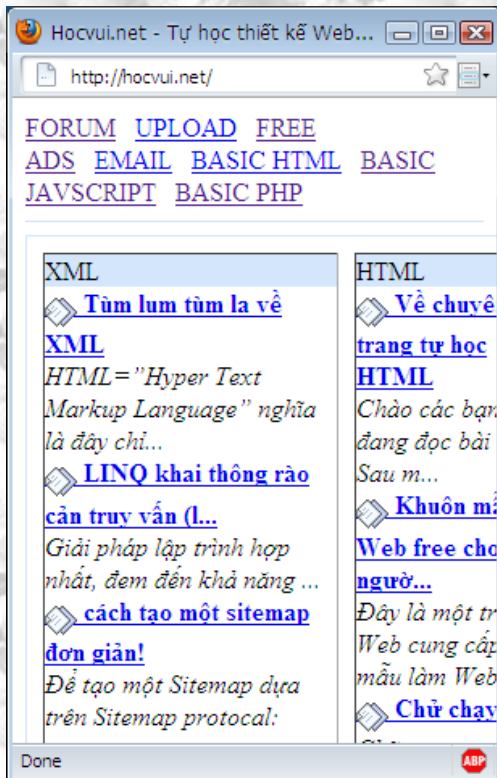 Hocvui.net - Tự học thiết kế Web...
http://hocvui.net/
FORUM UPLOAD FREE
ADS EMAIL BASIC HTML BASIC
JAVSCRIPT BASIC PHP
XML
Tùm lum tùm la về
XML
HTML="Hyper Text
Markup Language" nghĩa
là đây chỉ...
LINQ khai thông rào
cản truy vấn (l...
Giải pháp lập trình hợp
nhất, đem đến khả năng ...
cách tạo một sitemap
đơn giản!
Để tạo một Sitemap dựa
trên Sitemap protocal:
HTML
Về chuyê
trang tự học
HTML
Chào các bạn
đang đọc bài
Sau m...
Khuôn mẫ
Web free cho
ngườ...
Đây là một tr
Web cung cấp
mẫu làm Web
Chử chạy
Done
ABP